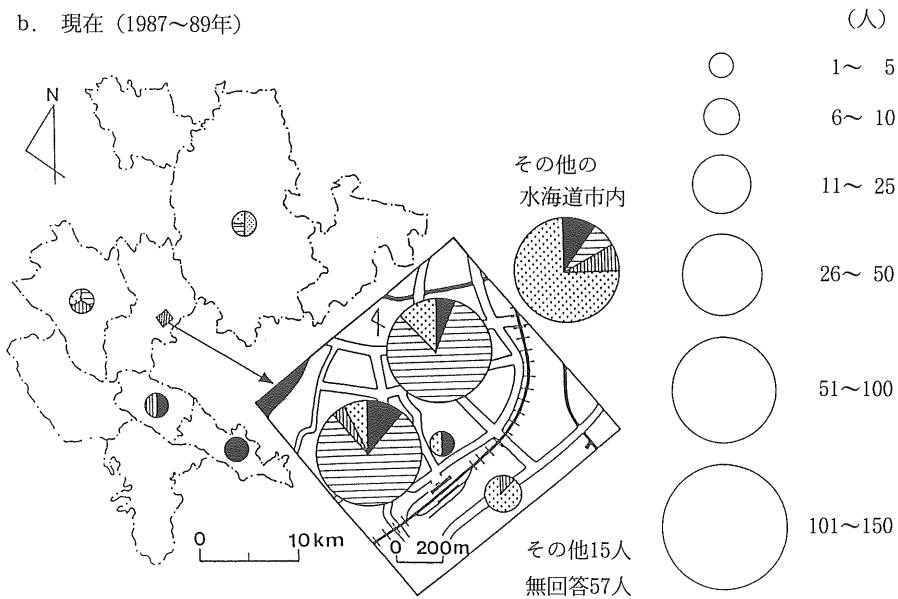 b. 現在（1987～89年）
N
その他の
水海道市内
0 10km
0 200m
その他15人
無回答57人
（人）
1～ 5
6～ 10
11～ 25
26～ 50
51～100
101～150